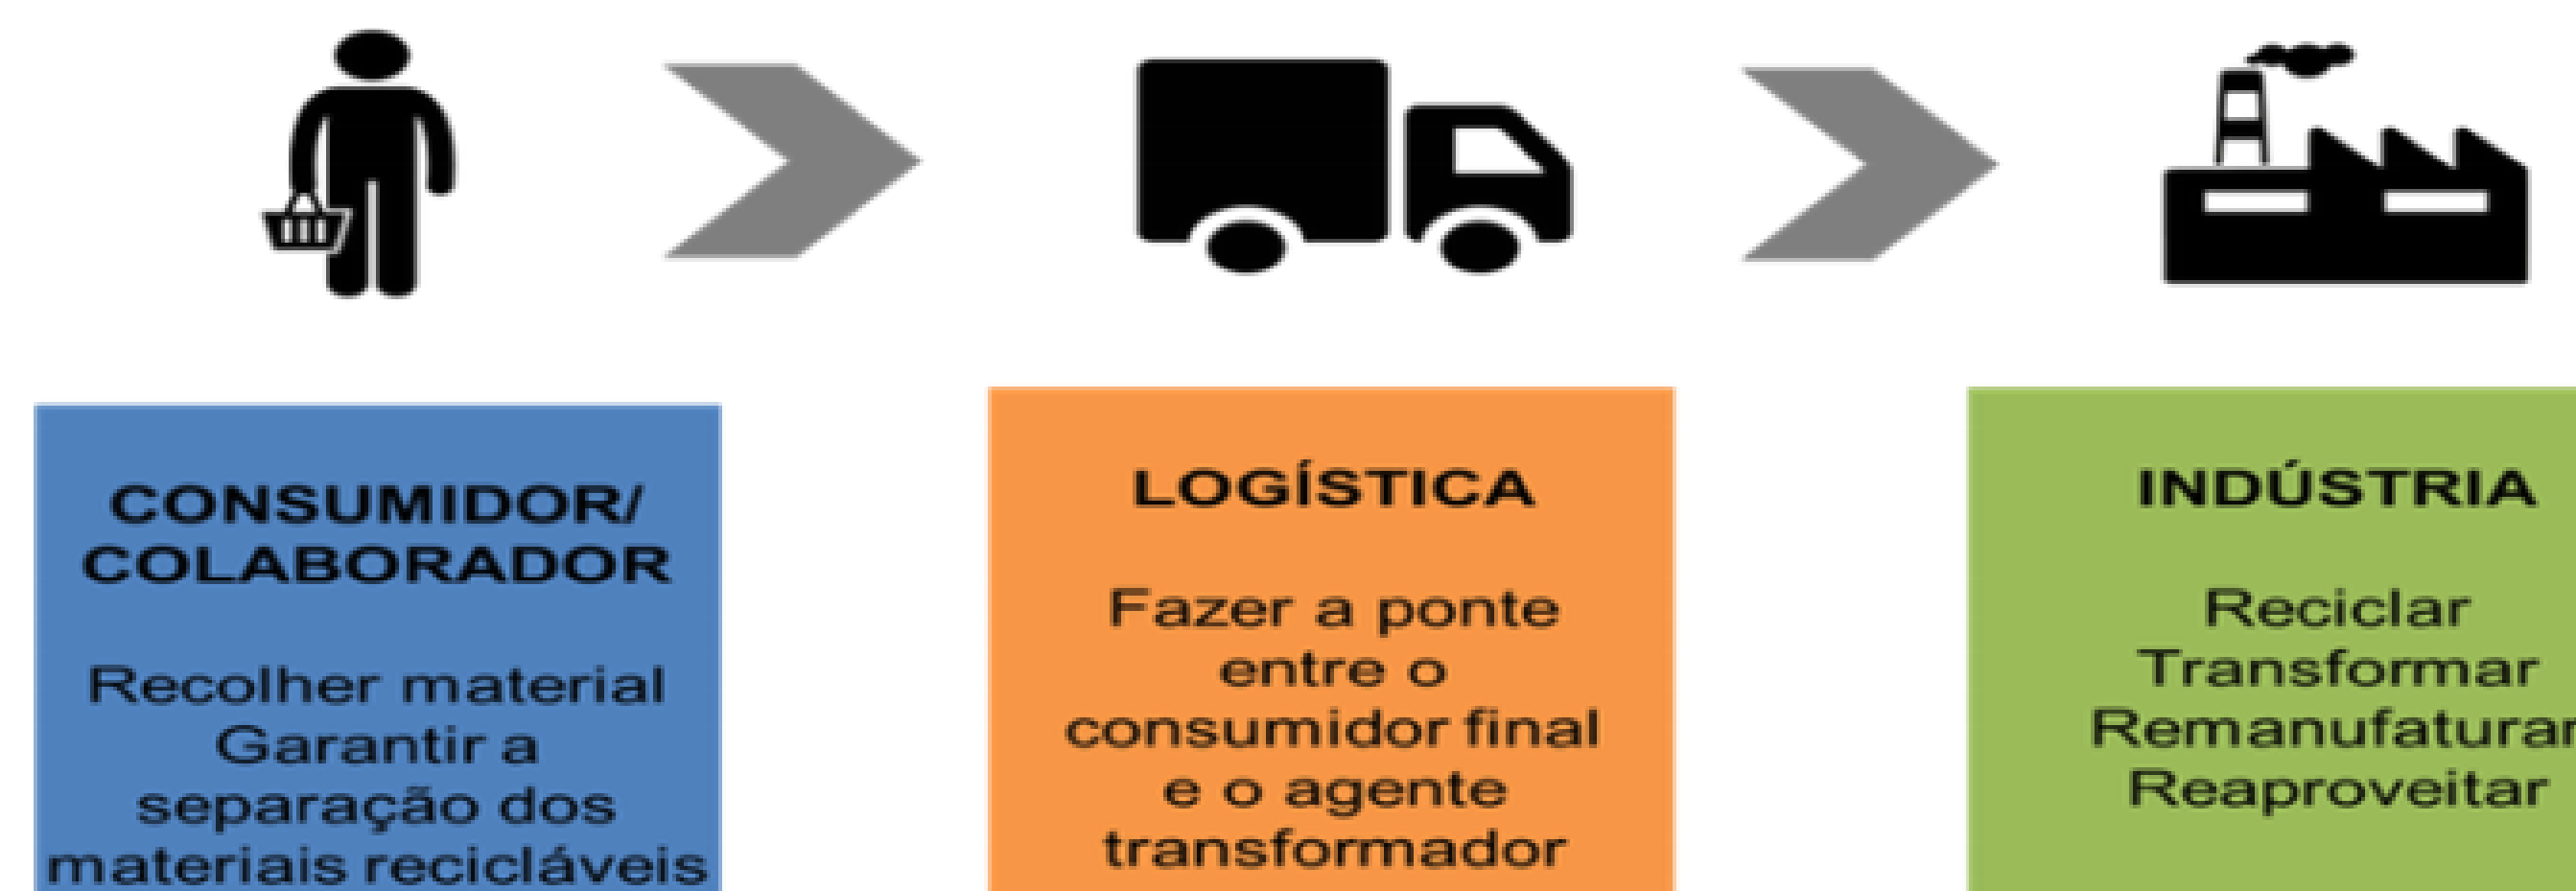 CONSUMIDOR/
COLABORADOR
Recolher material
Garantir a
separação dos
materiais recicláveis
LOGÍSTICA
Fazer a ponte
entre o
consumidor final
e o agente
transformador
INDÚSTRIA
Reciclar
Transformar
Remanufaturar
Reaproveitar